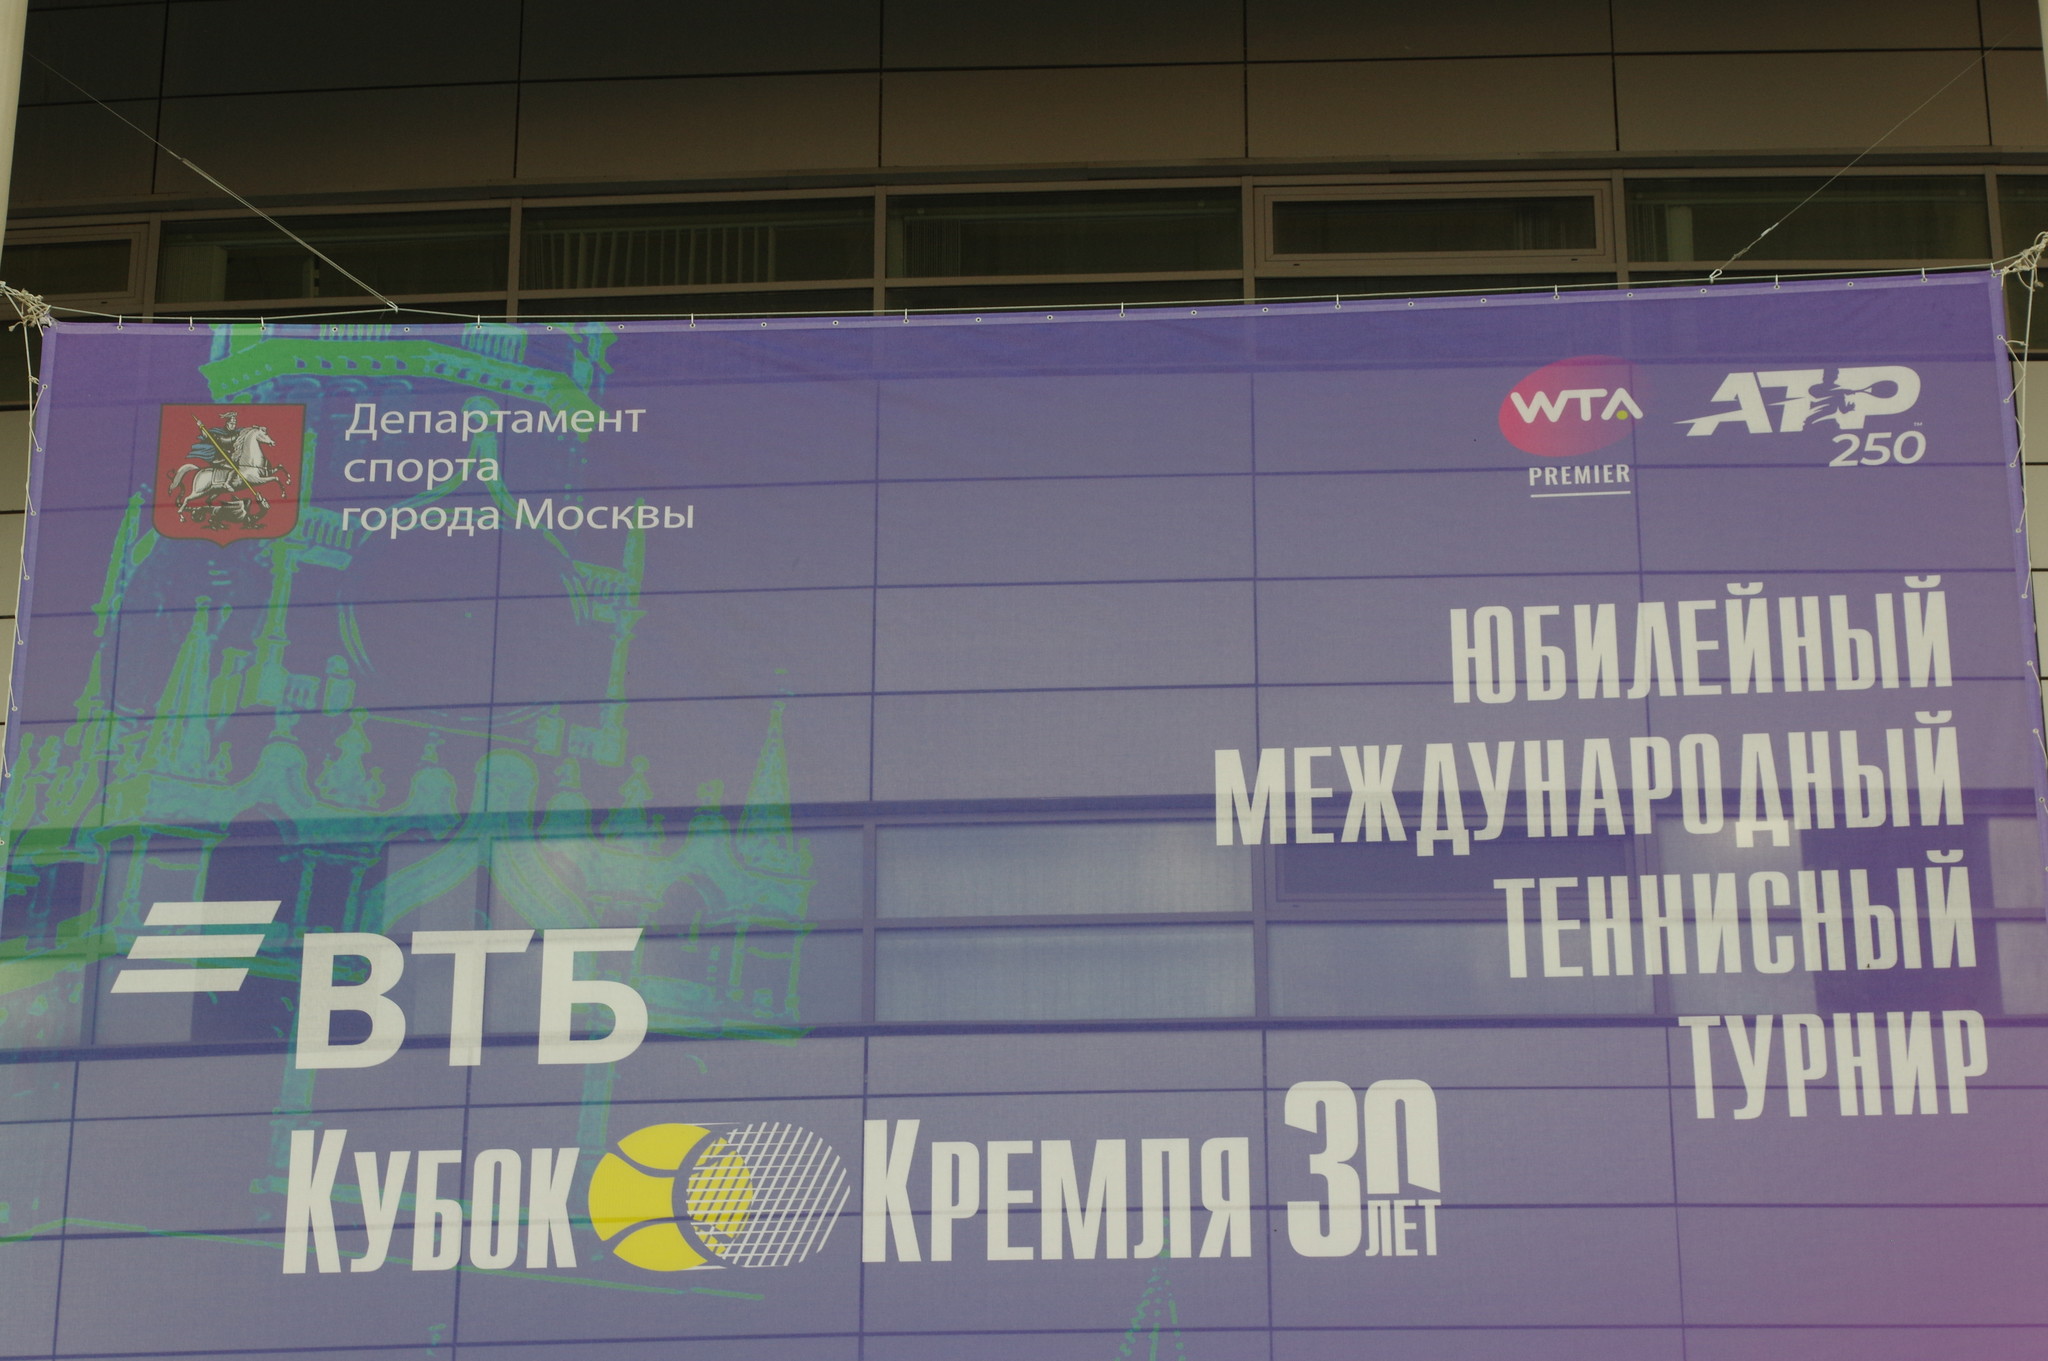 Департамент
спорта
города Москвы
WTA
PREMIER
ATP
250
ЮБИЛЕЙНЫЙ
МЕЖДУНАРОДНЫЙ
ТЕННИСНЫЙ
ТУРНИР
ВТБ
КУБОК КРЕМЛЯ 30 ЛЕТ